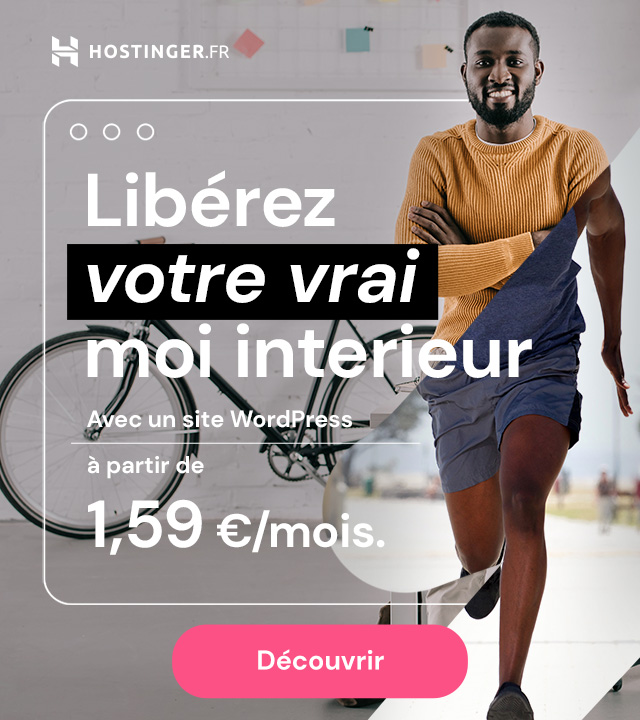 HOSTINGER.FR
Libérez
votre vrai
moi interieur
Avec un site WordPress
à partir de
1,59 €/mois.
Découvrir